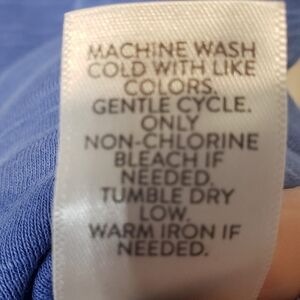 MACHINE WASH
COLD WITH LIKE
COLORS.
GENTLE CYCLE.
ONLY
NON-CHLORINE
BLEACH IF
NEEDED.
TUMBLE DRY
LOW.
WARM IRON IF
NEEDED.